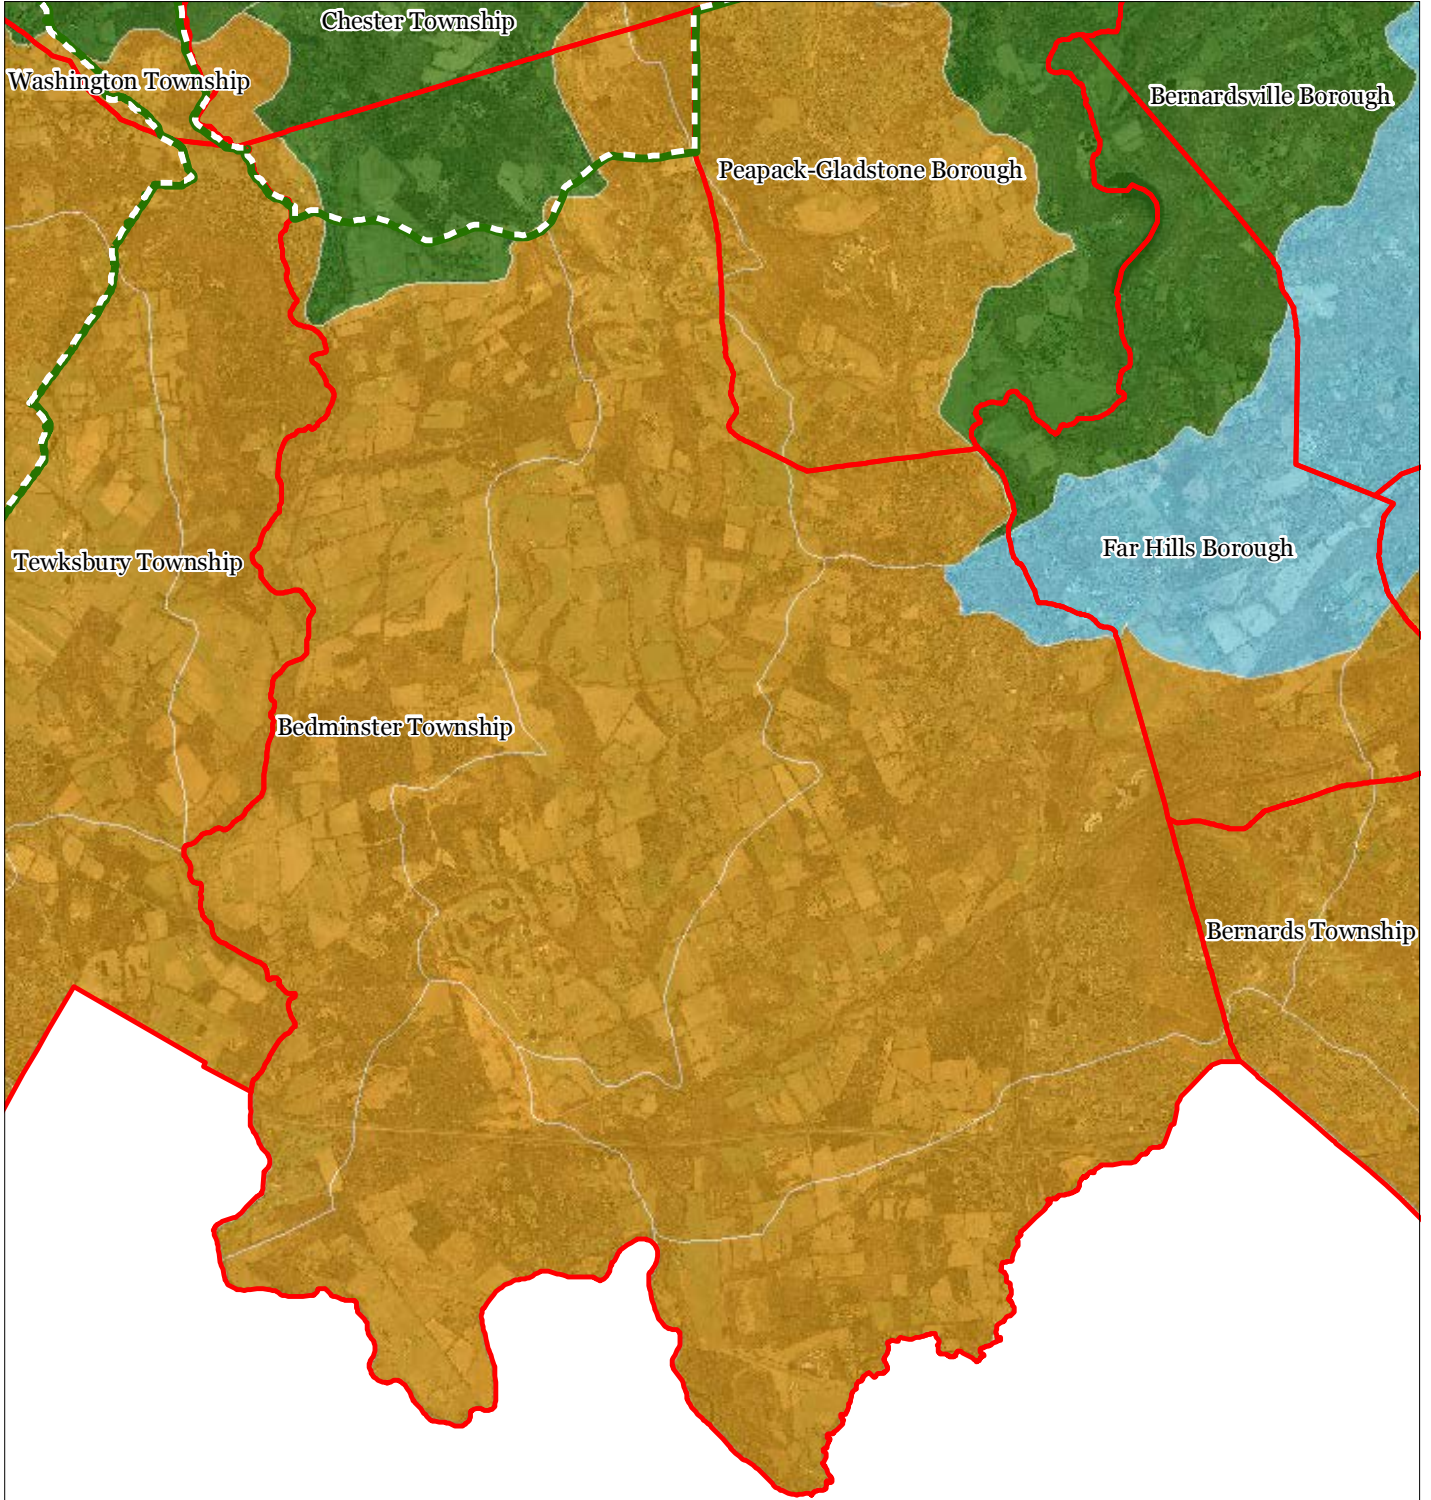 Chester Township
Washington Township
Bernardsville Borough
Peapack-Gladstone Borough
Far Hills Borough
Tewksbury Township
Bedminster Township
Bernards Township